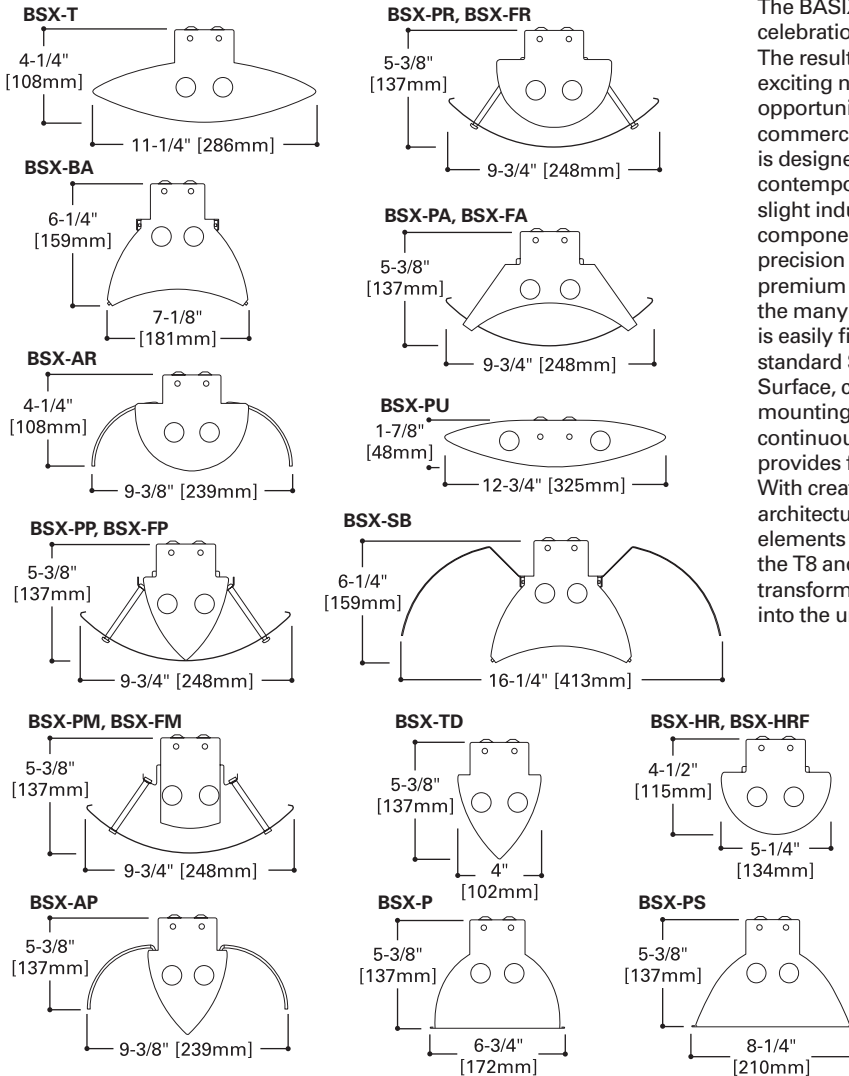 BSX-T
4-1/4"
[108mm]
11-1/4" [286mm]
BSX-BA
6-1/4"
[159mm]
7-1/8"
[181mm]
BSX-AR
4-1/4"
[108mm]
9-3/8" [239mm]
BSX-PP, BSX-FP
5-3/8"
[137mm]
9-3/4" [248mm]
BSX-PM, BSX-FM
5-3/8"
[137mm]
9-3/4" [248mm]
BSX-AP
5-3/8"
[137mm]
9-3/8" [239mm]
BSX-PR, BSX-FR
5-3/8"
[137mm]
9-3/4" [248mm]
BSX-PA, BSX-FA
5-3/8"
[137mm]
9-3/4" [248mm]
BSX-PU
1-7/8"
[48mm]
12-3/4" [325mm]
BSX-SB
6-1/4"
[159mm]
16-1/4" [413mm]
BSX-TD
5-3/8"
[137mm]
4"
[102mm]
BSX-HR, BSX-HRF
4-1/2"
[115mm]
5-1/4"
[134mm]
BSX-P
5-3/8"
[137mm]
6-3/4"
[172mm]
BSX-PS
5-3/8"
[137mm]
8-1/4"
[210mm]
The BASI
celebration
The result
exciting n
opportuni
commerc
is designe
contempo
slight indu
compone
precision
premium
the many
is easily fi
standard
Surface, c
mounting
continuou
provides f
With creat
architectu
elements
the T8 and
transform
into the u